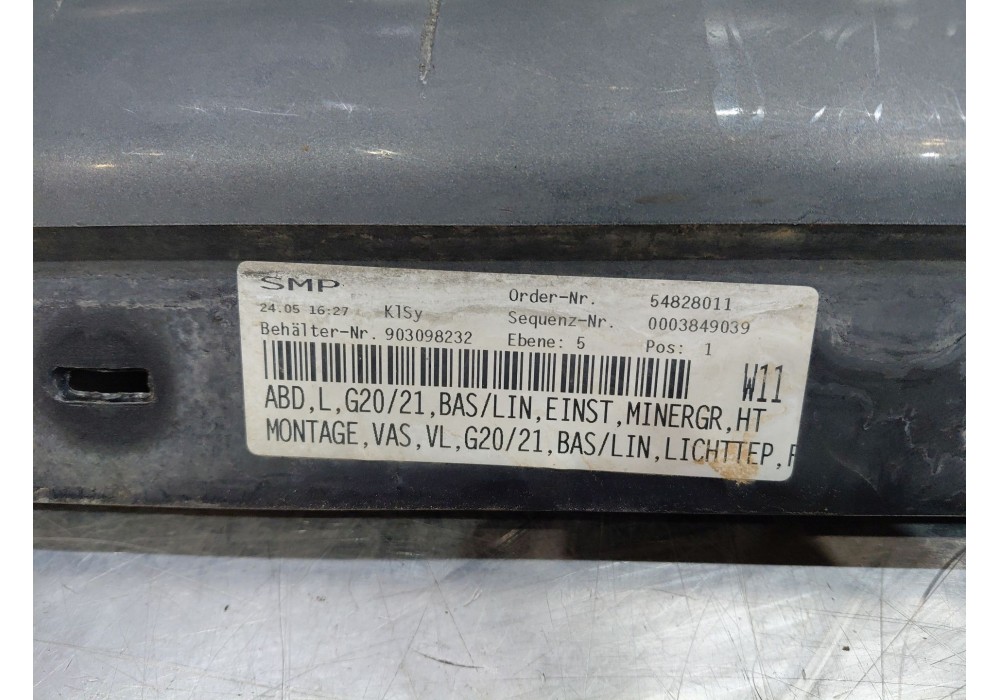 SMP
Order-Nr. 54828011
24.05 16:27 KlSy Sequenz-Nr. 0003849039
Behälter-Nr. 903098232 Ebene: 5 Pos: 1
W11
ABD,L,G20/21,BAS/LIN,EINST,MINERGR,HT
MONTAGE,VAS,VL,G20/21,BAS/LIN,LICHTTEP,